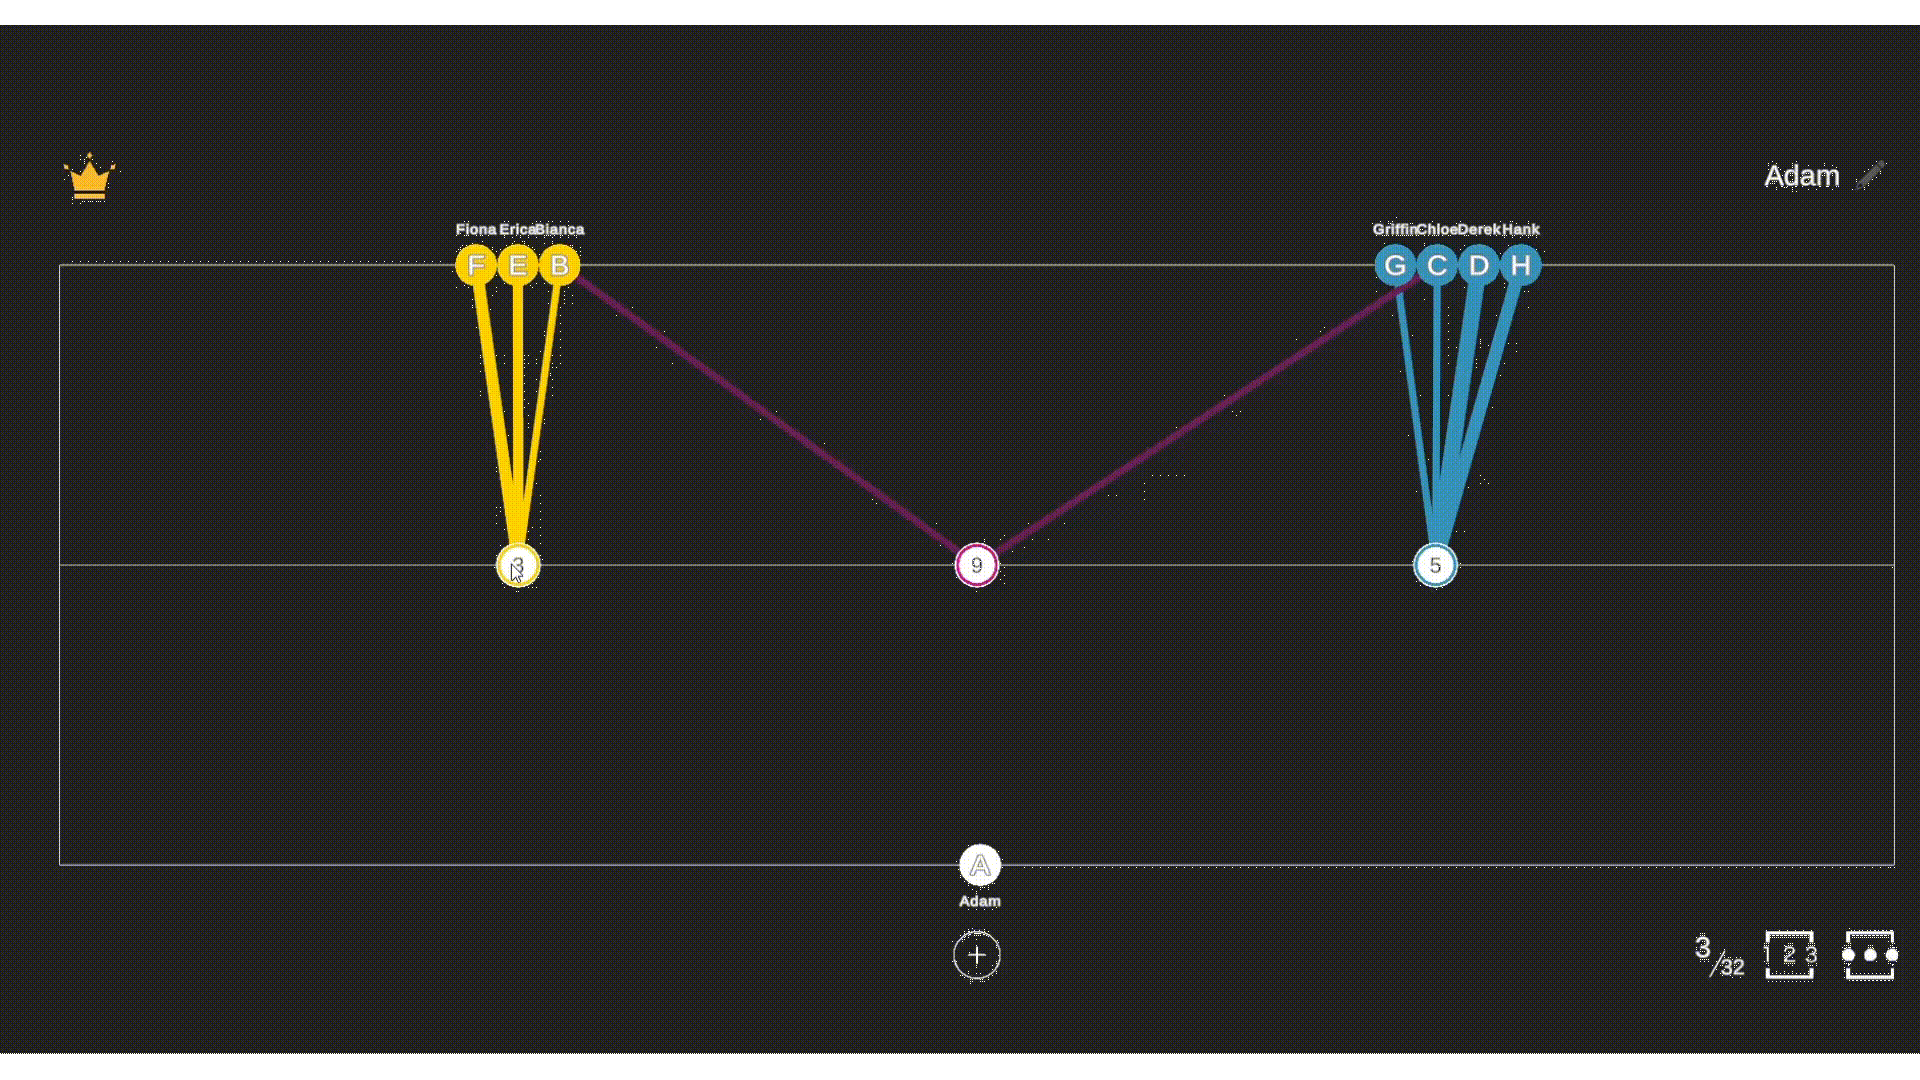 Adam
Fiona Erica Bianca
Griffin Chloe Derek Hank
F E B
G C D H
3 9 5
A
Adam
+
3/32
1 2 3